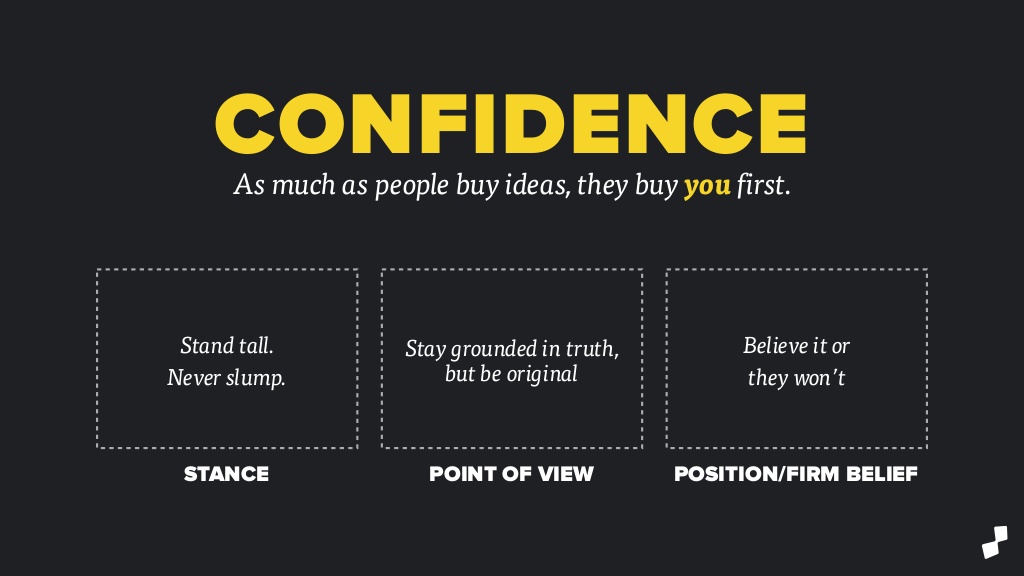 CONFIDENCE
As much as people buy ideas, they buy you first.
Stand tall.
Never slump.
STANCE
Stay grounded in truth,
but be original
POINT OF VIEW
Believe it or
they won’t
POSITION/FIRM BELIEF